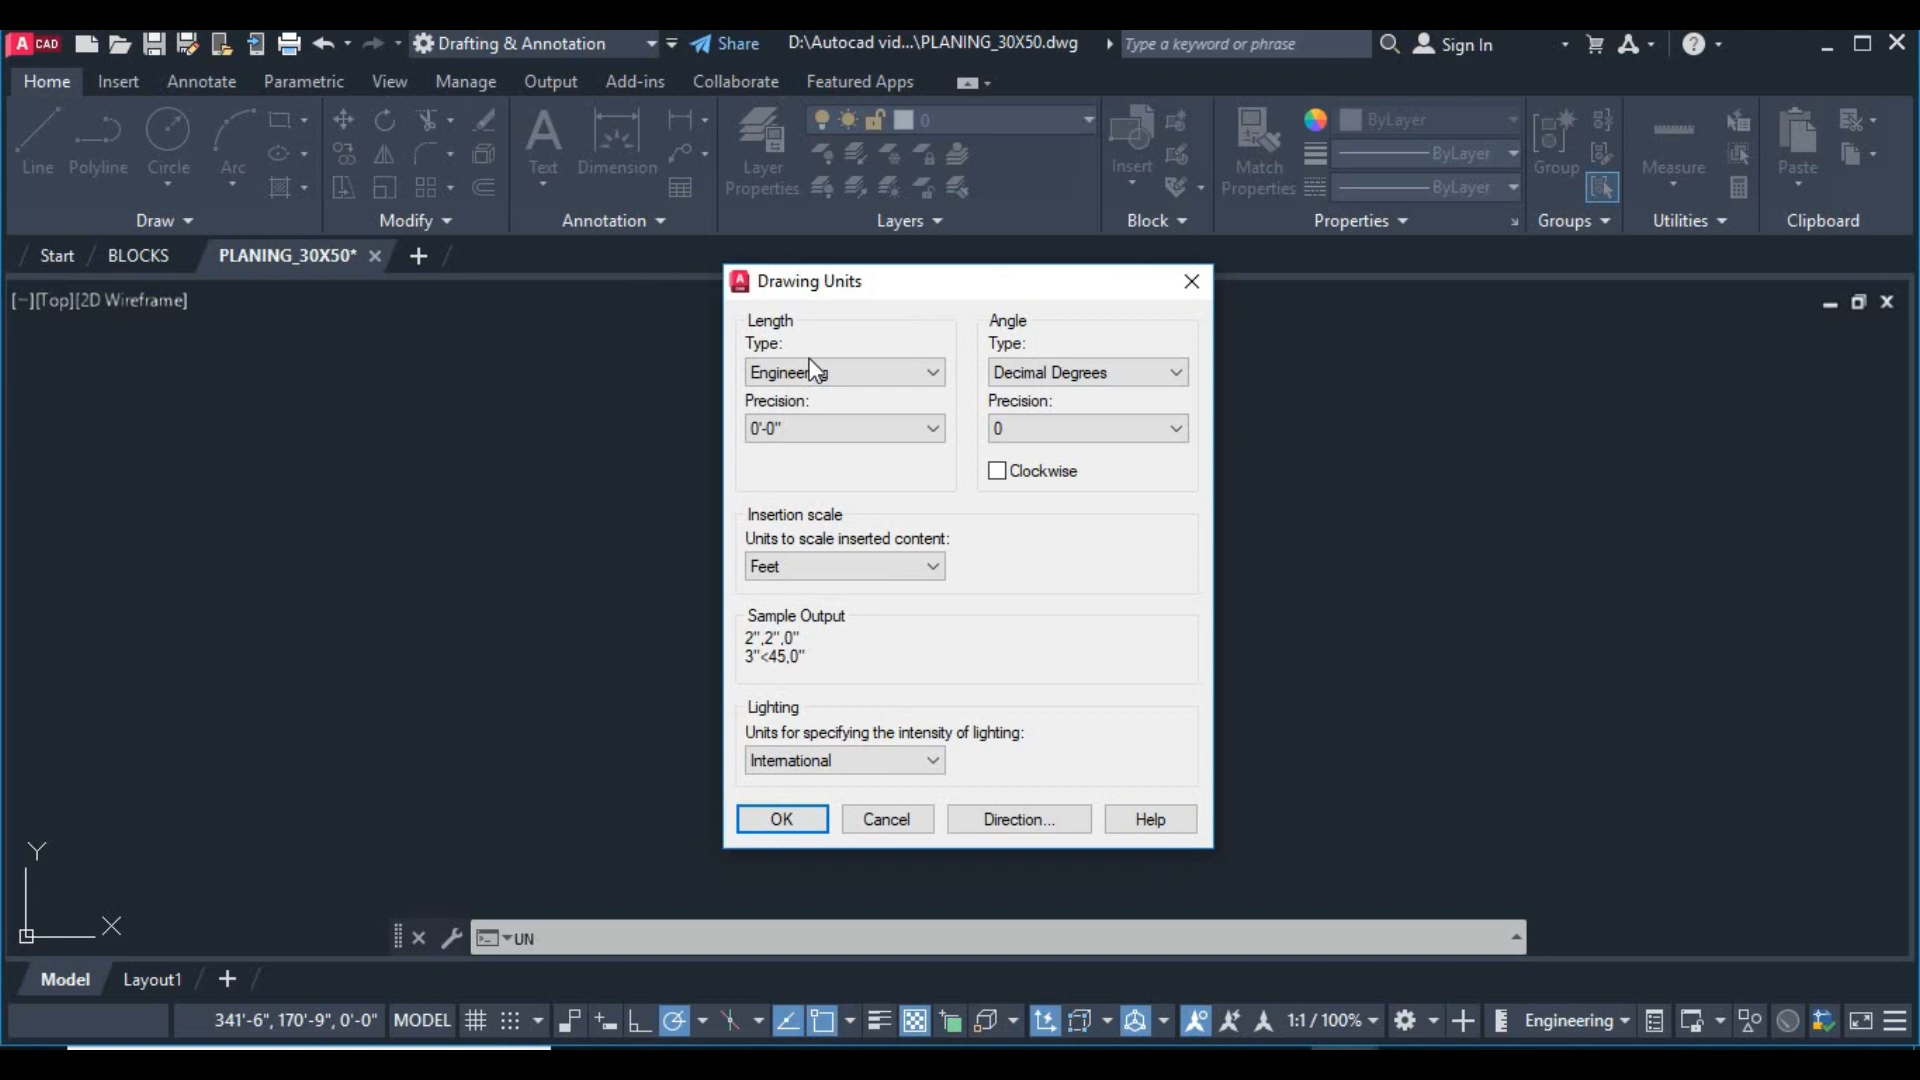 A CAD Drafting & Annotation Share D:\Autocad vid...\PLANING_30X50.dwg Type a keyword or phrase Sign In
Home Insert Annotate Parametric View Manage Output Add-ins Collaborate Featured Apps
Line Polyline Circle Arc
Text Dimension
Layer Properties
0
Insert
Match Properties
ByLayer
ByLayer
ByLayer
Group
Measure
Paste
Draw Modify Annotation Layers Block Properties Groups Utilities Clipboard
Start BLOCKS PLANING_30X50*
[−][Top][2D Wireframe]
Drawing Units
Length
Type:
Engineering
Precision:
0'-0"
Angle
Type:
Decimal Degrees
Precision:
0
Clockwise
Insertion scale
Units to scale inserted content:
Feet
Sample Output
2",2",0"
3"<45,0"
Lighting
Units for specifying the intensity of lighting:
International
OK Cancel Direction... Help
Y
X
UN
Model Layout1
341'-6", 170'-9", 0'-0" MODEL 1:1 / 100% Engineering